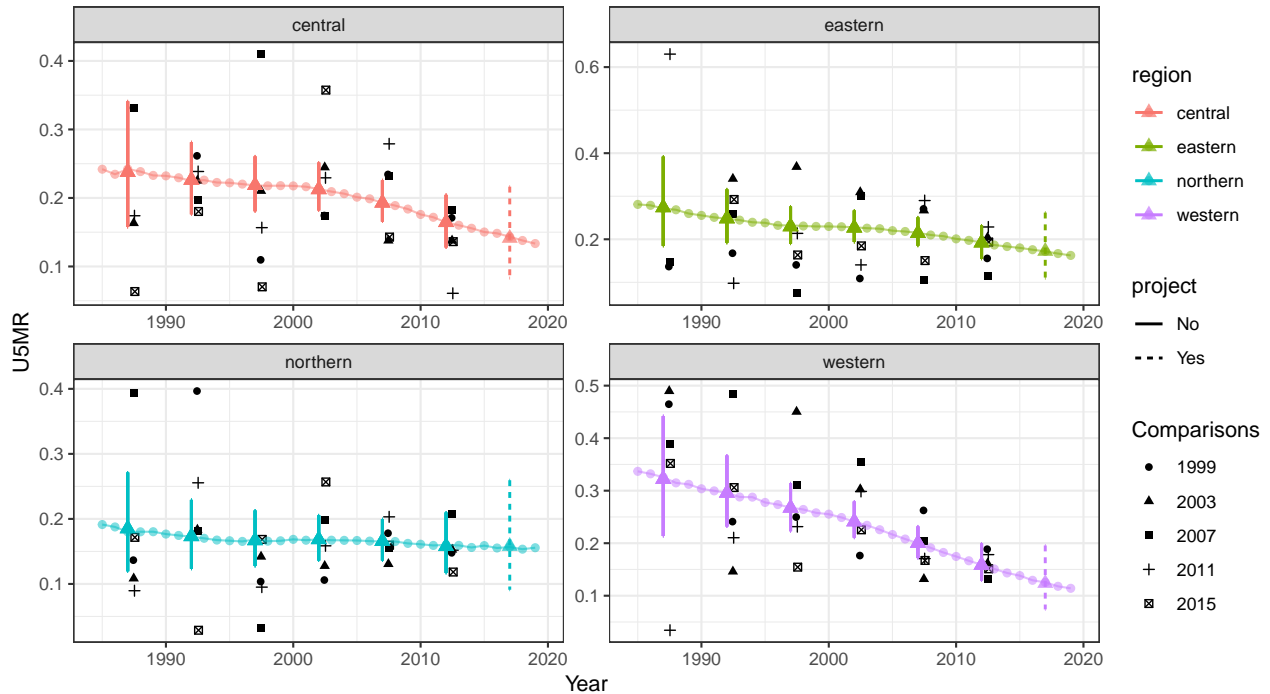 central
eastern
0.4
0.3
0.2
0.1
0.6
0.4
0.2
1990
2000
2010
2020
1990
2000
2010
2020
northern
western
0.4
0.3
0.2
0.1
0.5
0.4
0.3
0.2
0.1
1990
2000
2010
2020
1990
2000
2010
2020
U5MR
Year
region
central
eastern
northern
western
project
No
Yes
Comparisons
1999
2003
2007
2011
2015